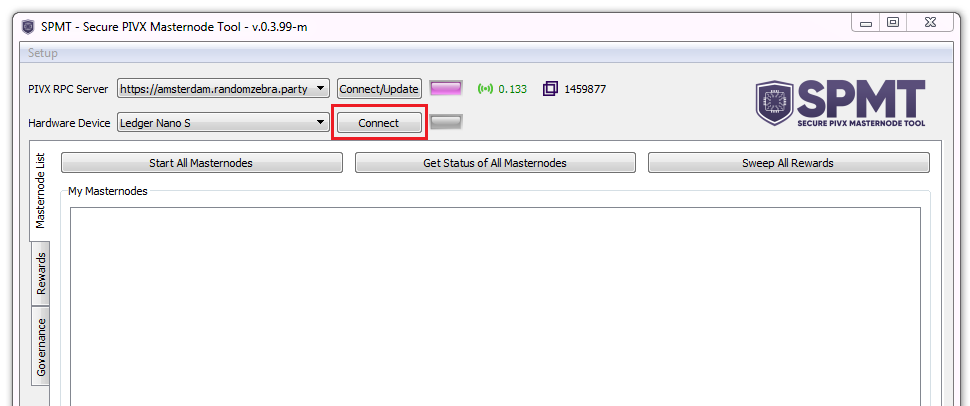 SPMT - Secure PIVX Masternode Tool - v.0.3.99-m
Setup
PIVX RPC Server https://amsterdam.randomzebra.party Connect/Update 0.133 1459877
Hardware Device Ledger Nano S Connect
SPMT
SECURE PIVX MASTERNODE TOOL
Masternode List
Rewards
Governance
Start All Masternodes Get Status of All Masternodes Sweep All Rewards
My Masternodes